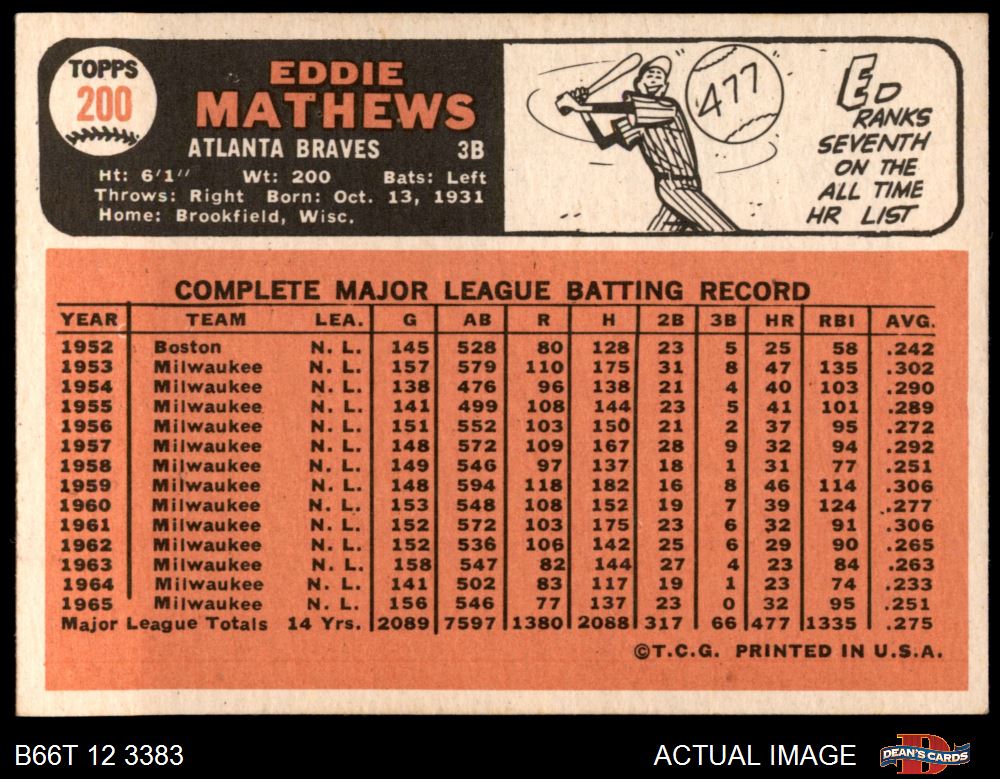 TOPPS
200
EDDIE
MATHEWS
ATLANTA BRAVES 3B
Ht: 6'1" Wt: 200 Bats: Left
Throws: Right Born: Oct. 13, 1931
Home: Brookfield, Wisc.
477
ED
RANKS
SEVENTH
ON THE
ALL TIME
HR LIST
COMPLETE MAJOR LEAGUE BATTING RECORD
YEAR TEAM LEA. G AB R H 2B 3B HR RBI AVG.
1952 Boston N. L. 145 528 80 128 23 5 25 58 .242
1953 Milwaukee N. L. 157 579 110 175 31 8 47 135 .302
1954 Milwaukee N. L. 138 476 96 138 21 4 40 103 .290
1955 Milwaukee N. L. 141 499 108 144 23 5 41 101 .289
1956 Milwaukee N. L. 151 552 103 150 21 2 37 95 .272
1957 Milwaukee N. L. 148 572 109 167 28 9 32 94 .292
1958 Milwaukee N. L. 149 546 97 137 18 1 31 77 .251
1959 Milwaukee N. L. 148 594 118 182 16 8 46 114 .306
1960 Milwaukee N. L. 153 548 108 152 19 7 39 124 .277
1961 Milwaukee N. L. 152 572 103 175 23 6 32 91 .306
1962 Milwaukee N. L. 152 536 106 142 25 6 29 90 .265
1963 Milwaukee N. L. 158 547 82 144 27 4 23 84 .263
1964 Milwaukee N. L. 141 502 83 117 19 1 23 74 .233
1965 Milwaukee N. L. 156 546 77 137 23 0 32 95 .251
Major League Totals 14 Yrs. 2089 7597 1380 2088 317 66 477 1335 .275
©T.C.G. PRINTED IN U.S.A.
B66T 12 3383 ACTUAL IMAGE DEAN'S CARDS